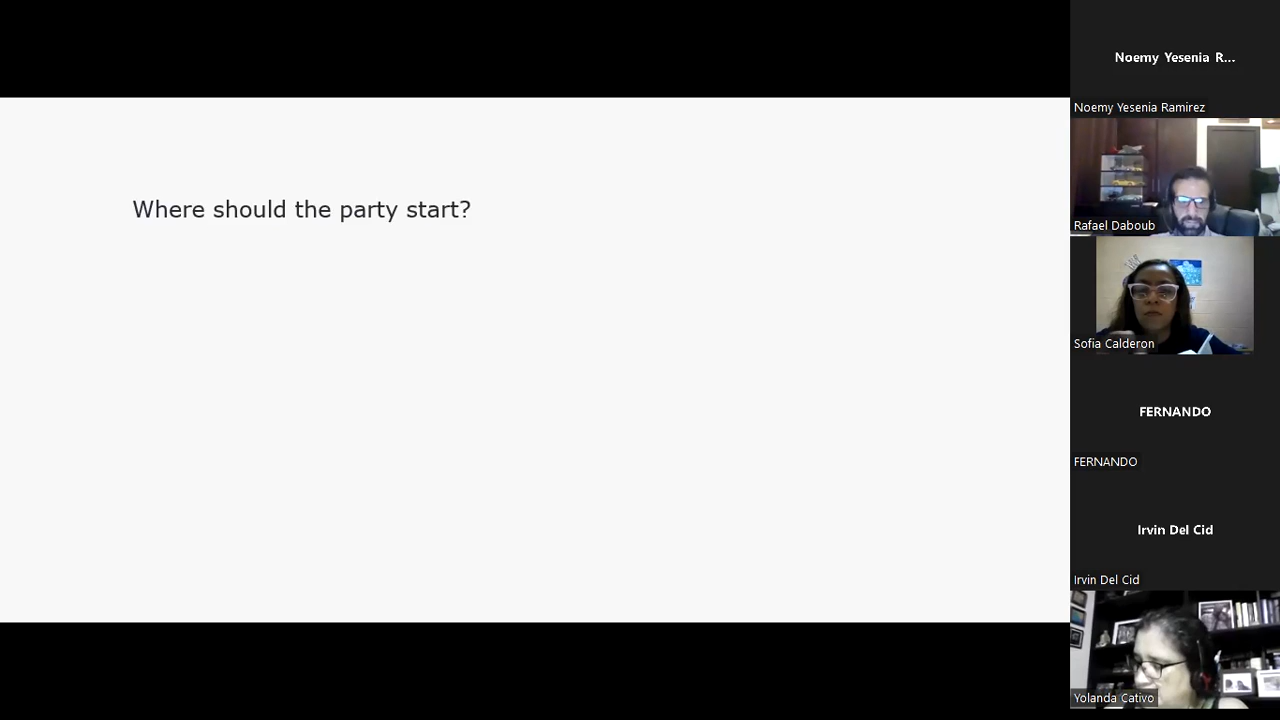 Where should the party start?
Noemy Yesenia R...
Noemy Yesenia Ramirez
Rafael Daboub
Sofia Calderon
FERNANDO
FERNANDO
Irvin Del Cid
Irvin Del Cid
Yolanda Cativo